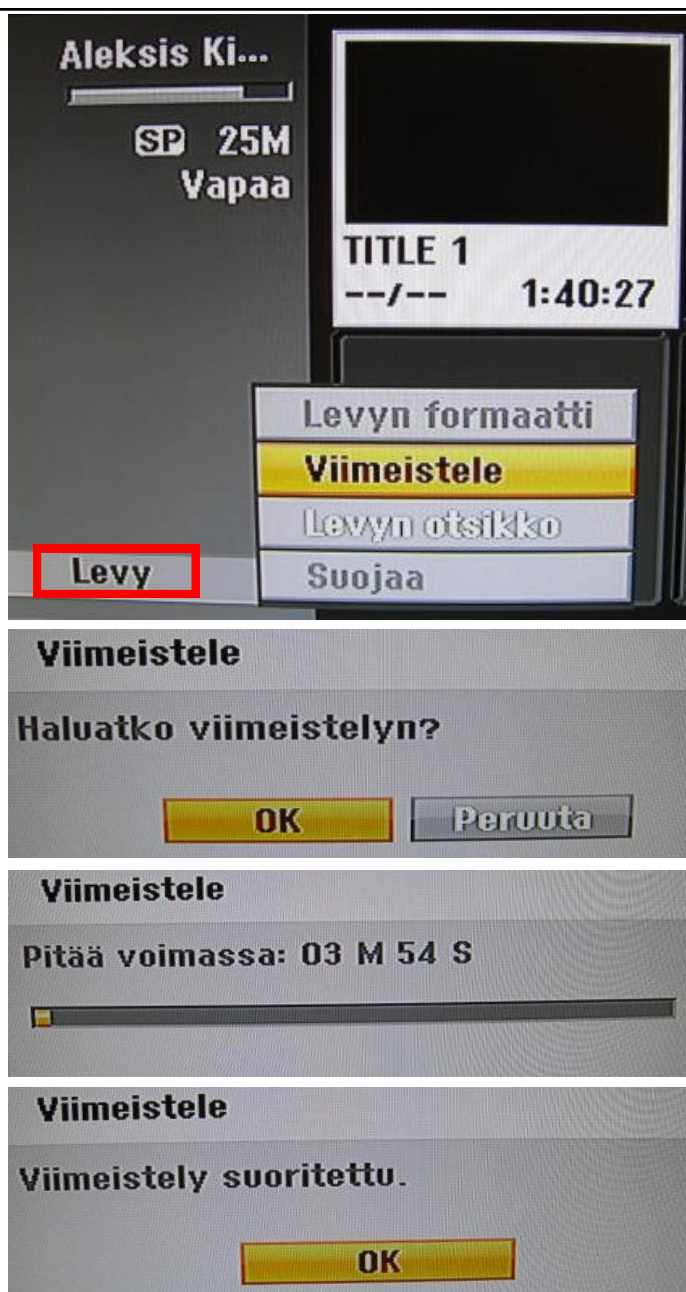 Aleksis Ki...
SP 25M
Vapaa
TITLE 1
--/-- 1:40:27
Levyn formaatti
Viimeistele
Levyn otsikko
Levy
Suojaa
Viimeistele
Haluatko viimeistelyn?
OK Peruuta
Viimeistele
Pitää voimassa: 03 M 54 S
Viimeistele
Viimeistely suoritettu.
OK